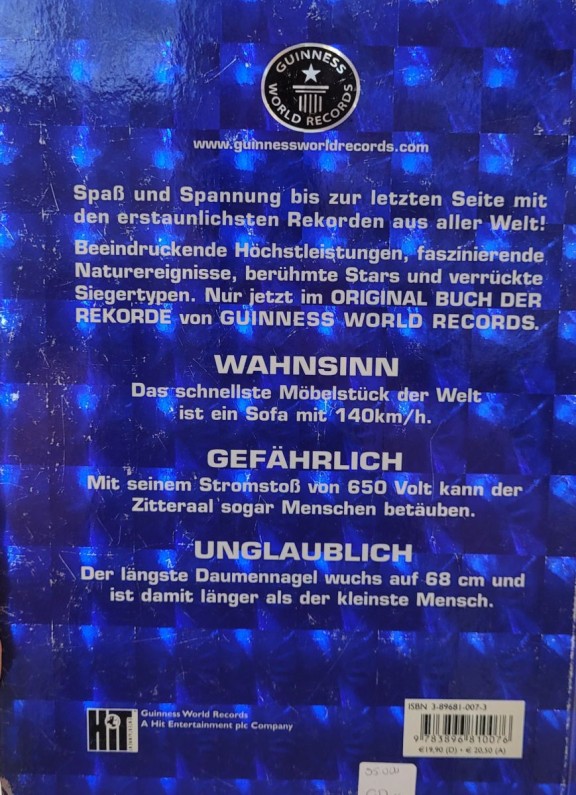 GUINNESS
WORLD RECORDS
www.guinnessworldrecords.com
Spaß und Spannung bis zur letzten Seite mit
den erstaunlichsten Rekorden aus aller Welt!
Beeindruckende Höchstleistungen, faszinierende
Naturereignisse, berühmte Stars und verrückte
Siegertypen. Nur jetzt im ORIGINAL BUCH DER
REKORDE von GUINNESS WORLD RECORDS.
WAHNSINN
Das schnellste Möbelstück der Welt
ist ein Sofa mit 140km/h.
GEFÄHRLICH
Mit seinem Stromstoß von 650 Volt kann der
Zitteraal sogar Menschen betäuben.
UNGLAUBLICH
Der längste Daumennagel wuchs auf 68 cm und
ist damit länger als der kleinste Mensch.
HiT
Guinness World Records
A Hit Entertainment plc Company
ISBN 3-89681-007-3
9 783896 810076
€ 19,90 (D) • € 20,50 (A)